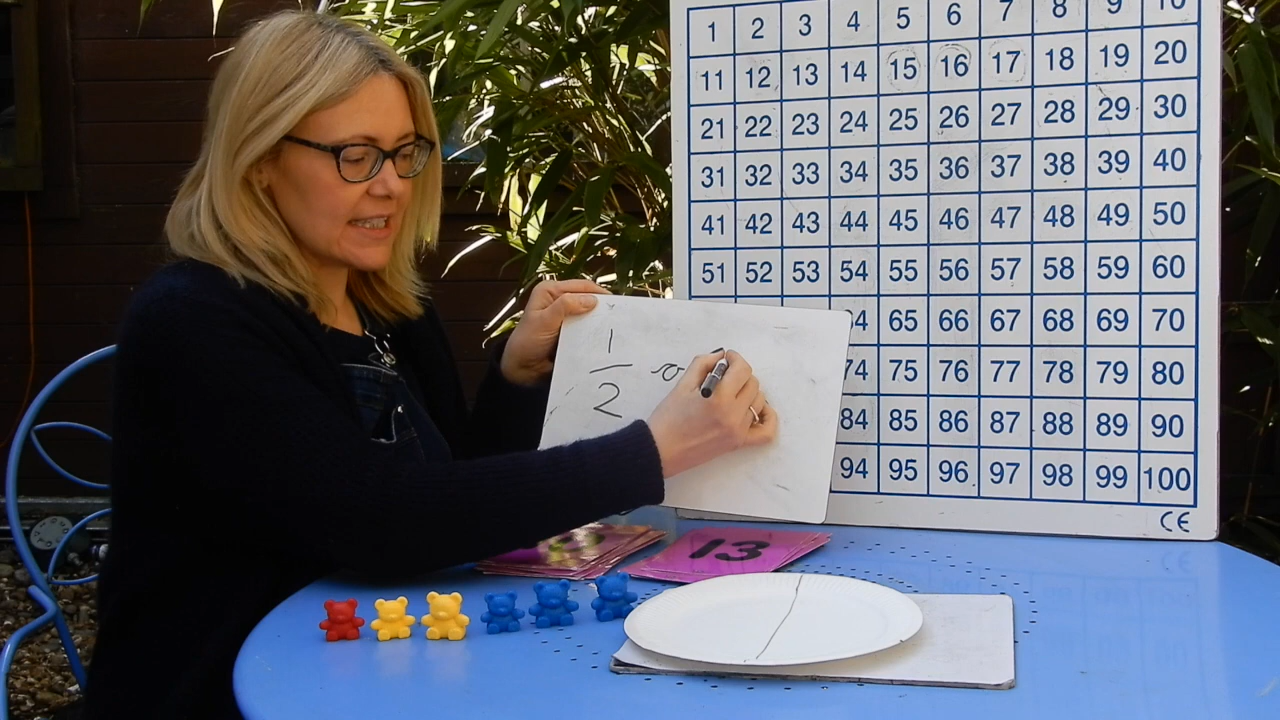 1 2 3 4 5 6 7 8 9 10
11 12 13 14 15 16 17 18 19 20
21 22 23 24 25 26 27 28 29 30
31 32 33 34 35 36 37 38 39 40
41 42 43 44 45 46 47 48 49 50
51 52 53 54 55 56 57 58 59 60
64 65 66 67 68 69 70
74 75 76 77 78 79 80
84 85 86 87 88 89 90
94 95 96 97 98 99 100
CE
1
2
13